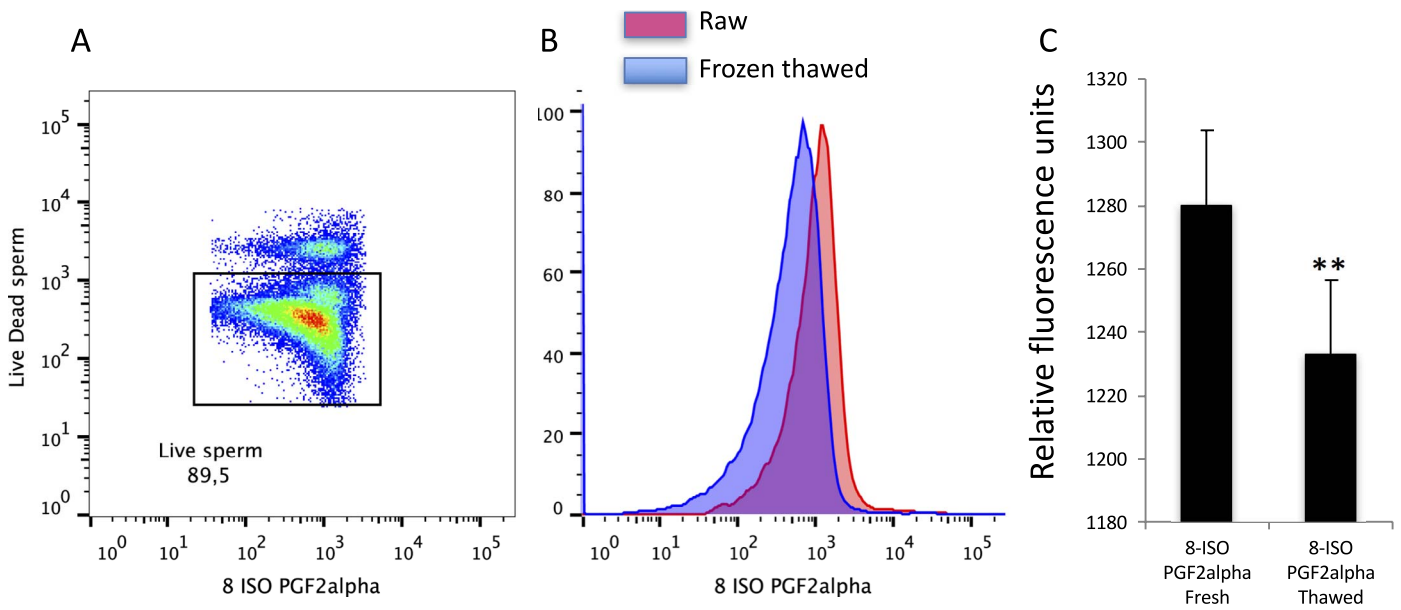 A
10^5
10^4
10^3
10^2
10^1
10^0
Live Dead sperm
Live sperm
89,5
10^0 10^1 10^2 10^3 10^4 10^5
8 ISO PGF2alpha
B
Raw
Frozen thawed
100
80
60
40
20
0
10^0 10^1 10^2 10^3 10^4 10^5
8 ISO PGF2alpha
C
Relative fluorescence units
1320
1300
1280
1260
1240
1220
1200
1180
**
8-ISO
PGF2alpha
Fresh
8-ISO
PGF2alpha
Thawed